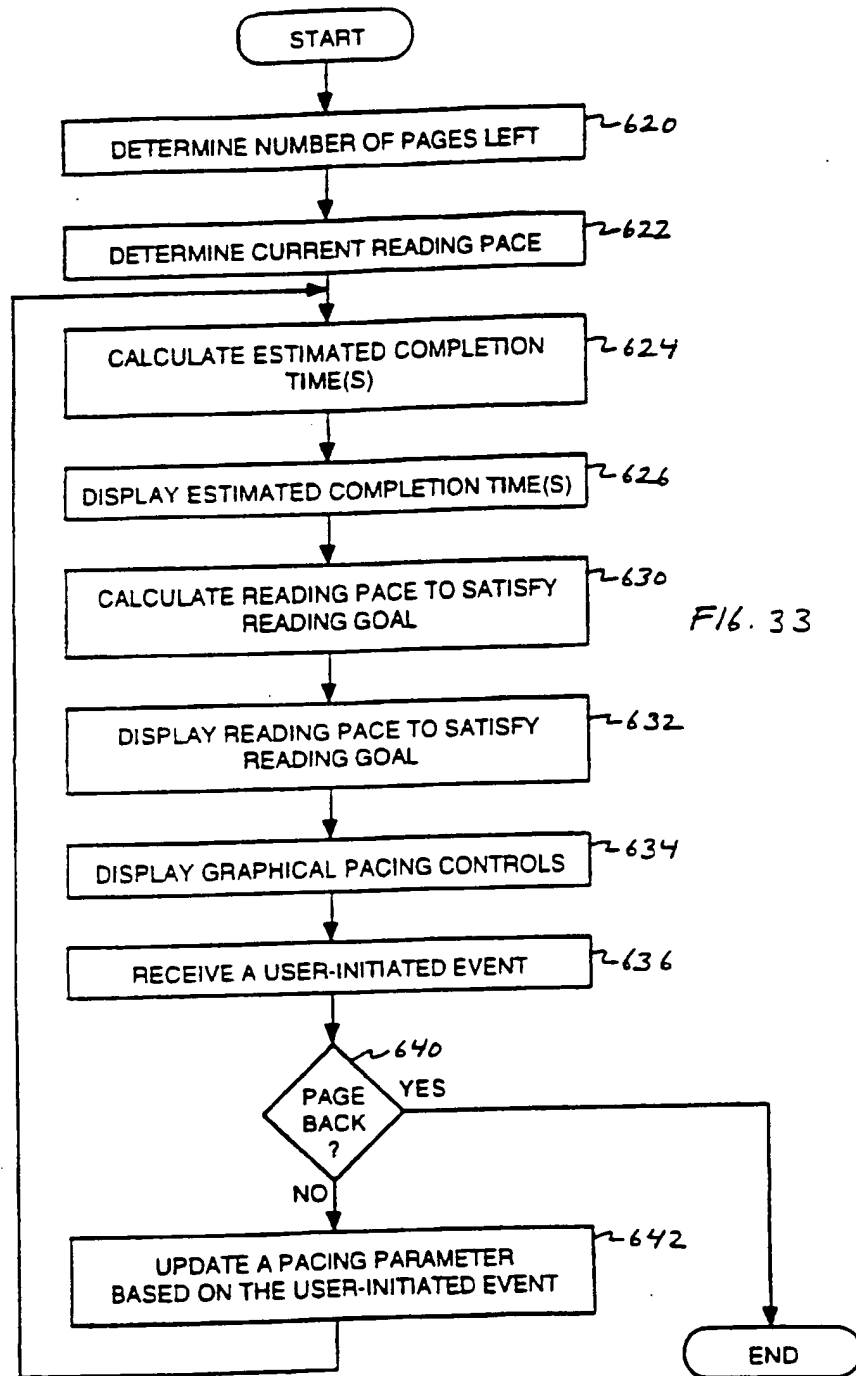 START
DETERMINE NUMBER OF PAGES LEFT
620
DETERMINE CURRENT READING PACE
622
CALCULATE ESTIMATED COMPLETION
TIME(S)
624
DISPLAY ESTIMATED COMPLETION TIME(S)
626
CALCULATE READING PACE TO SATISFY
READING GOAL
630
FIG. 33
DISPLAY READING PACE TO SATISFY
READING GOAL
632
DISPLAY GRAPHICAL PACING CONTROLS
634
RECEIVE A USER-INITIATED EVENT
636
640
PAGE
BACK
?
YES
NO
UPDATE A PACING PARAMETER
BASED ON THE USER-INITIATED EVENT
642
END